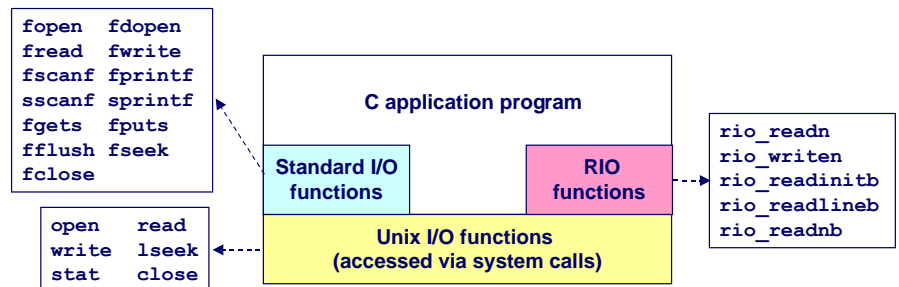 fopen fdopen
fread fwrite
fscanf fprintf
sscanf sprintf
fgets fputs
fflush fseek
fclose
C application program
Standard I/O
functions
RIO
functions
rio_readn
rio_writen
rio_readinitb
rio_readlineb
rio_readnb
open read
write lseek
stat close
Unix I/O functions
(accessed via system calls)